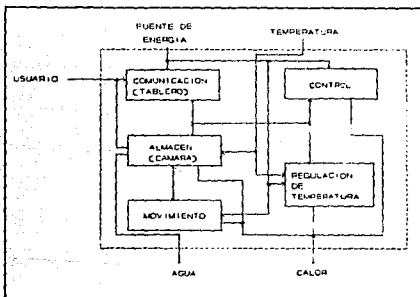 FUENTE DE
ENERGIA
TEMPERATURA
USUARIO
COMUNICACION
(TABLERO)
CONTROL
ALMACEN
(CAMARA)
REGULACION
DE
TEMPERATURA
MOVIMIENTO
AGUA
CALOR